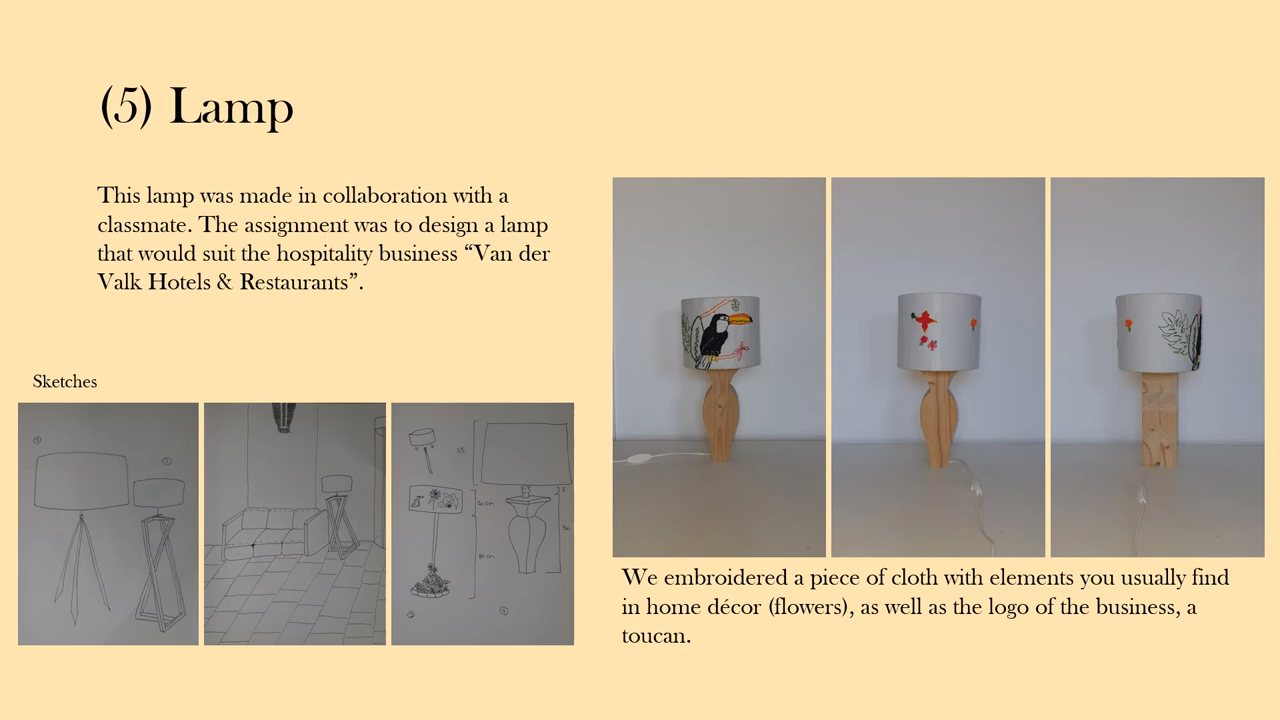 (5) Lamp
This lamp was made in collaboration with a
classmate. The assignment was to design a lamp
that would suit the hospitality business “Van der
Valk Hotels & Restaurants”.
Sketches
We embroidered a piece of cloth with elements you usually find
in home décor (flowers), as well as the logo of the business, a
toucan.